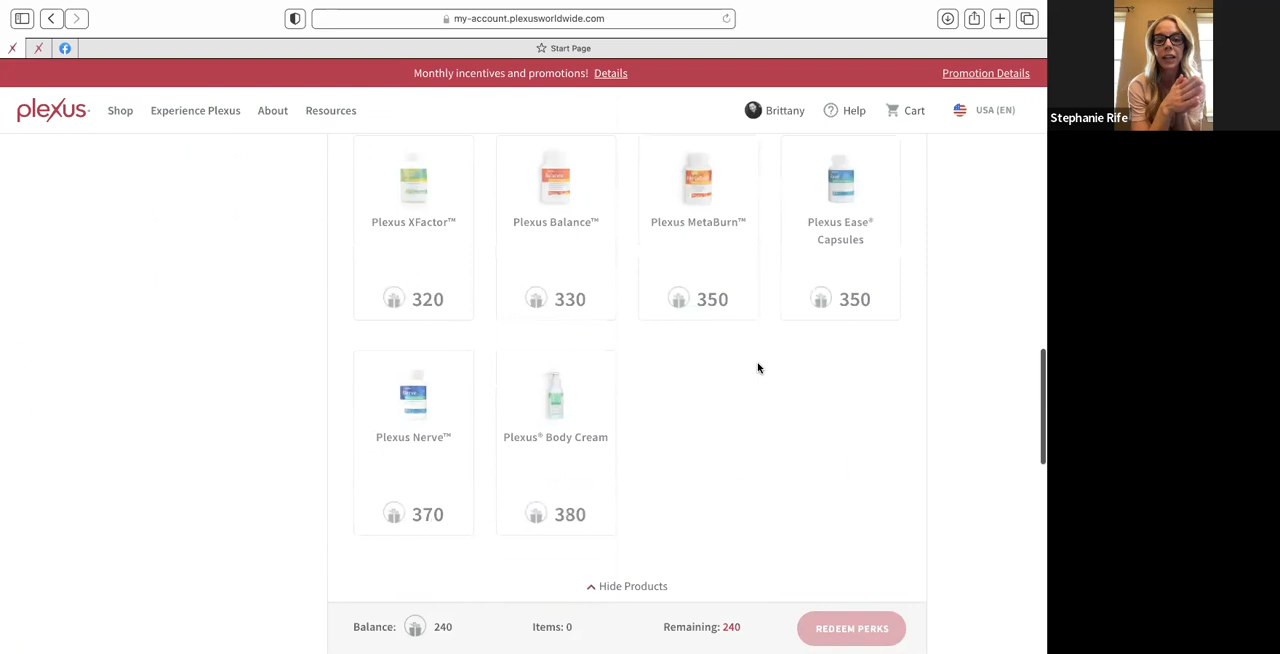 my-account.plexusworldwide.com
Start Page
Monthly incentives and promotions! Details
Promotion Details
plexus
Shop
Experience Plexus
About
Resources
Brittany
Help
Cart
USA (EN)
Stephanie Rife
Plexus XFactor™
320
Plexus Balance™
330
Plexus MetaBurn™
350
Plexus Ease®
Capsules
350
Plexus Nerve™
370
Plexus® Body Cream
380
Hide Products
Balance: 240
Items: 0
Remaining: 240
REDEEM PERKS